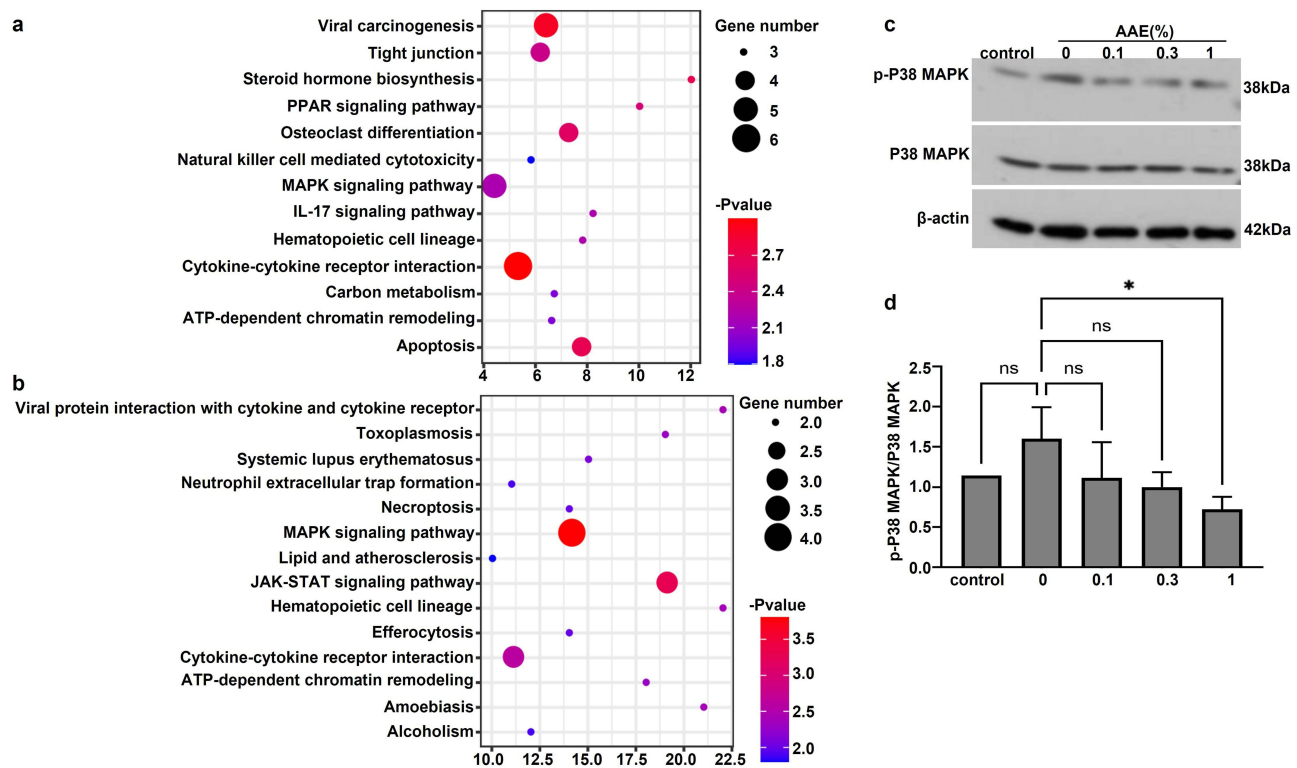 a
Viral carcinogenesis
Tight junction
Steroid hormone biosynthesis
PPAR signaling pathway
Osteoclast differentiation
Natural killer cell mediated cytotoxicity
MAPK signaling pathway
IL-17 signaling pathway
Hematopoietic cell lineage
Cytokine-cytokine receptor interaction
Carbon metabolism
ATP-dependent chromatin remodeling
Apoptosis
4 6 8 10 12
Gene number
3
4
5
6
-Pvalue
2.7
2.4
2.1
1.8
b
Viral protein interaction with cytokine and cytokine receptor
Toxoplasmosis
Systemic lupus erythematosus
Neutrophil extracellular trap formation
Necroptosis
MAPK signaling pathway
Lipid and atherosclerosis
JAK-STAT signaling pathway
Hematopoietic cell lineage
Efferocytosis
Cytokine-cytokine receptor interaction
ATP-dependent chromatin remodeling
Amoebiasis
Alcoholism
10.0 12.5 15.0 17.5 20.0 22.5
Gene number
2.0
2.5
3.0
3.5
4.0
-Pvalue
3.5
3.0
2.5
2.0
c
AAE(%)
control 0 0.1 0.3 1
p-P38 MAPK 38kDa
P38 MAPK 38kDa
β-actin 42kDa
d
*
ns
ns ns
p-P38 MAPK/P38 MAPK
2.5
2.0
1.5
1.0
0.5
0.0
control 0 0.1 0.3 1